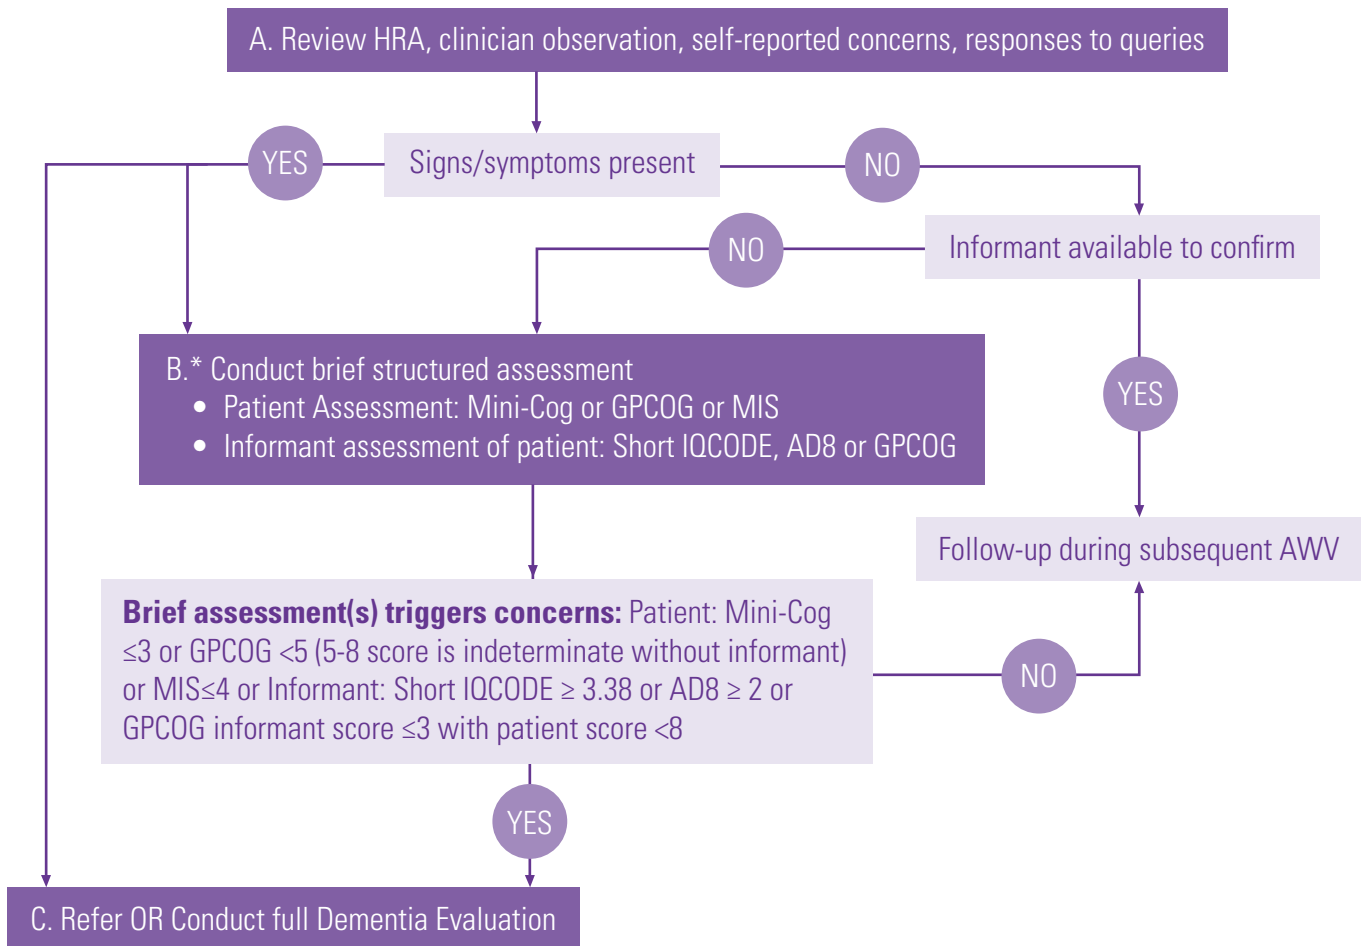 A. Review HRA, clinician observation, self-reported concerns, responses to queries
YES
Signs/symptoms present
NO
NO
Informant available to confirm
B.* Conduct brief structured assessment
• Patient Assessment: Mini-Cog or GPCOG or MIS
• Informant assessment of patient: Short IQCODE, AD8 or GPCOG
YES
Follow-up during subsequent AWV
Brief assessment(s) triggers concerns: Patient: Mini-Cog
≤3 or GPCOG <5 (5-8 score is indeterminate without informant)
or MIS≤4 or Informant: Short IQCODE ≥ 3.38 or AD8 ≥ 2 or
GPCOG informant score ≤3 with patient score <8
NO
YES
C. Refer OR Conduct full Dementia Evaluation